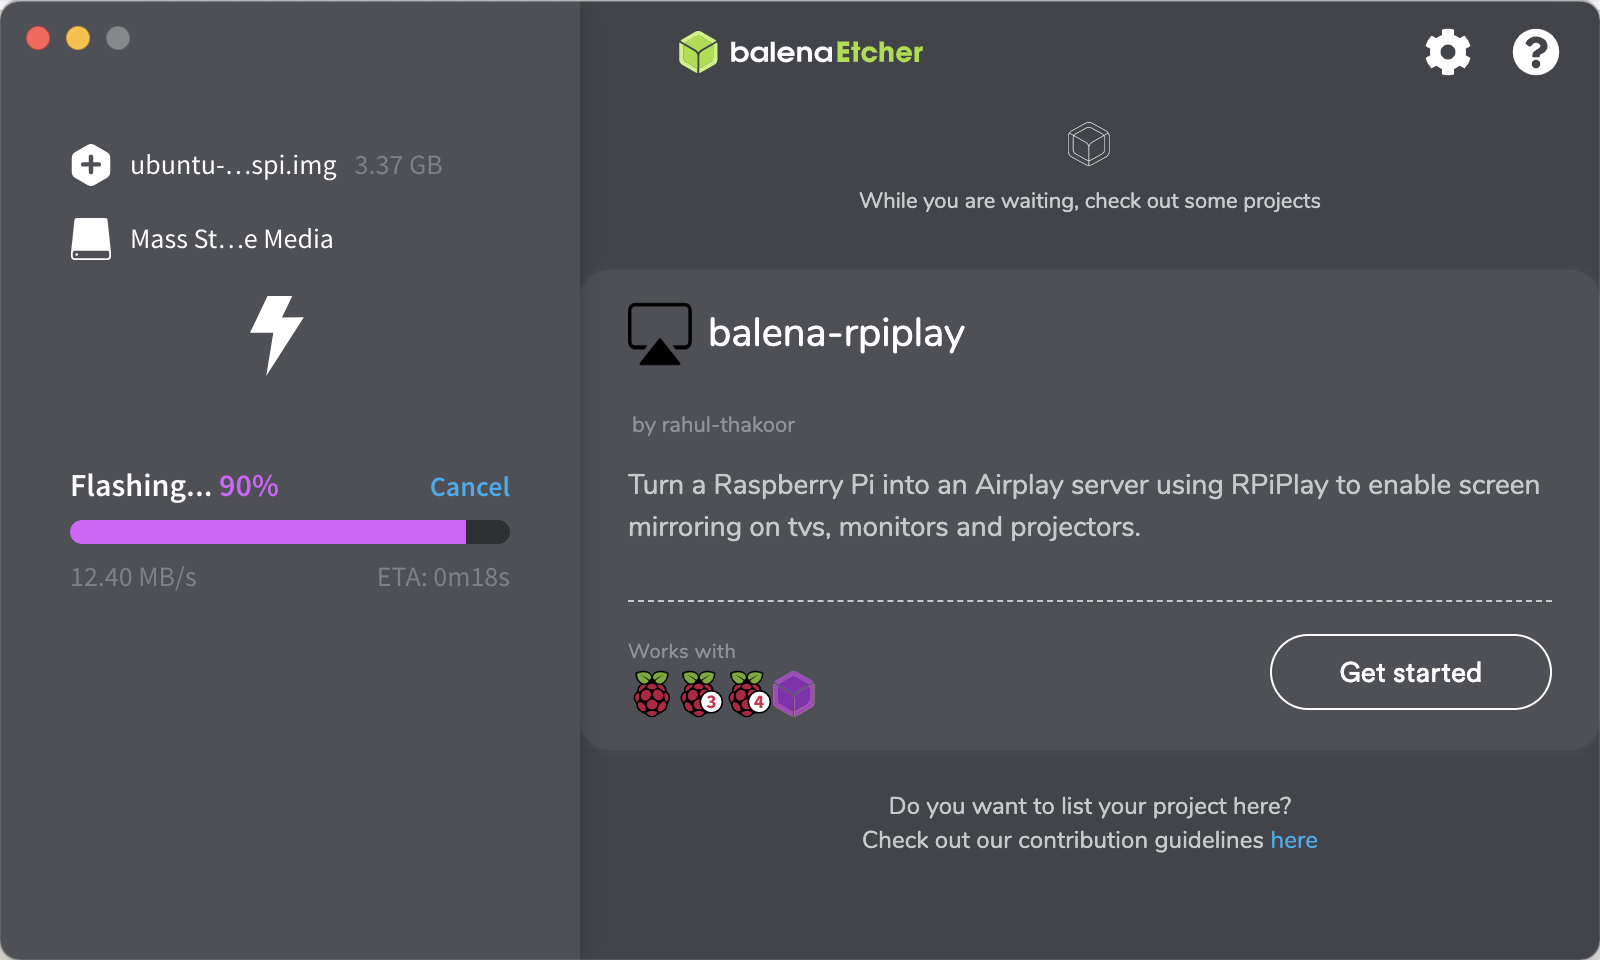 balenaEtcher
ubuntu-...spi.img 3.37 GB
Mass St...e Media
Flashing... 90% Cancel
12.40 MB/s ETA: 0m18s
While you are waiting, check out some projects
balena-rpiplay
by rahul-thakoor
Turn a Raspberry Pi into an Airplay server using RPiPlay to enable screen
mirroring on tvs, monitors and projectors.
Works with
3 4
Get started
Do you want to list your project here?
Check out our contribution guidelines here